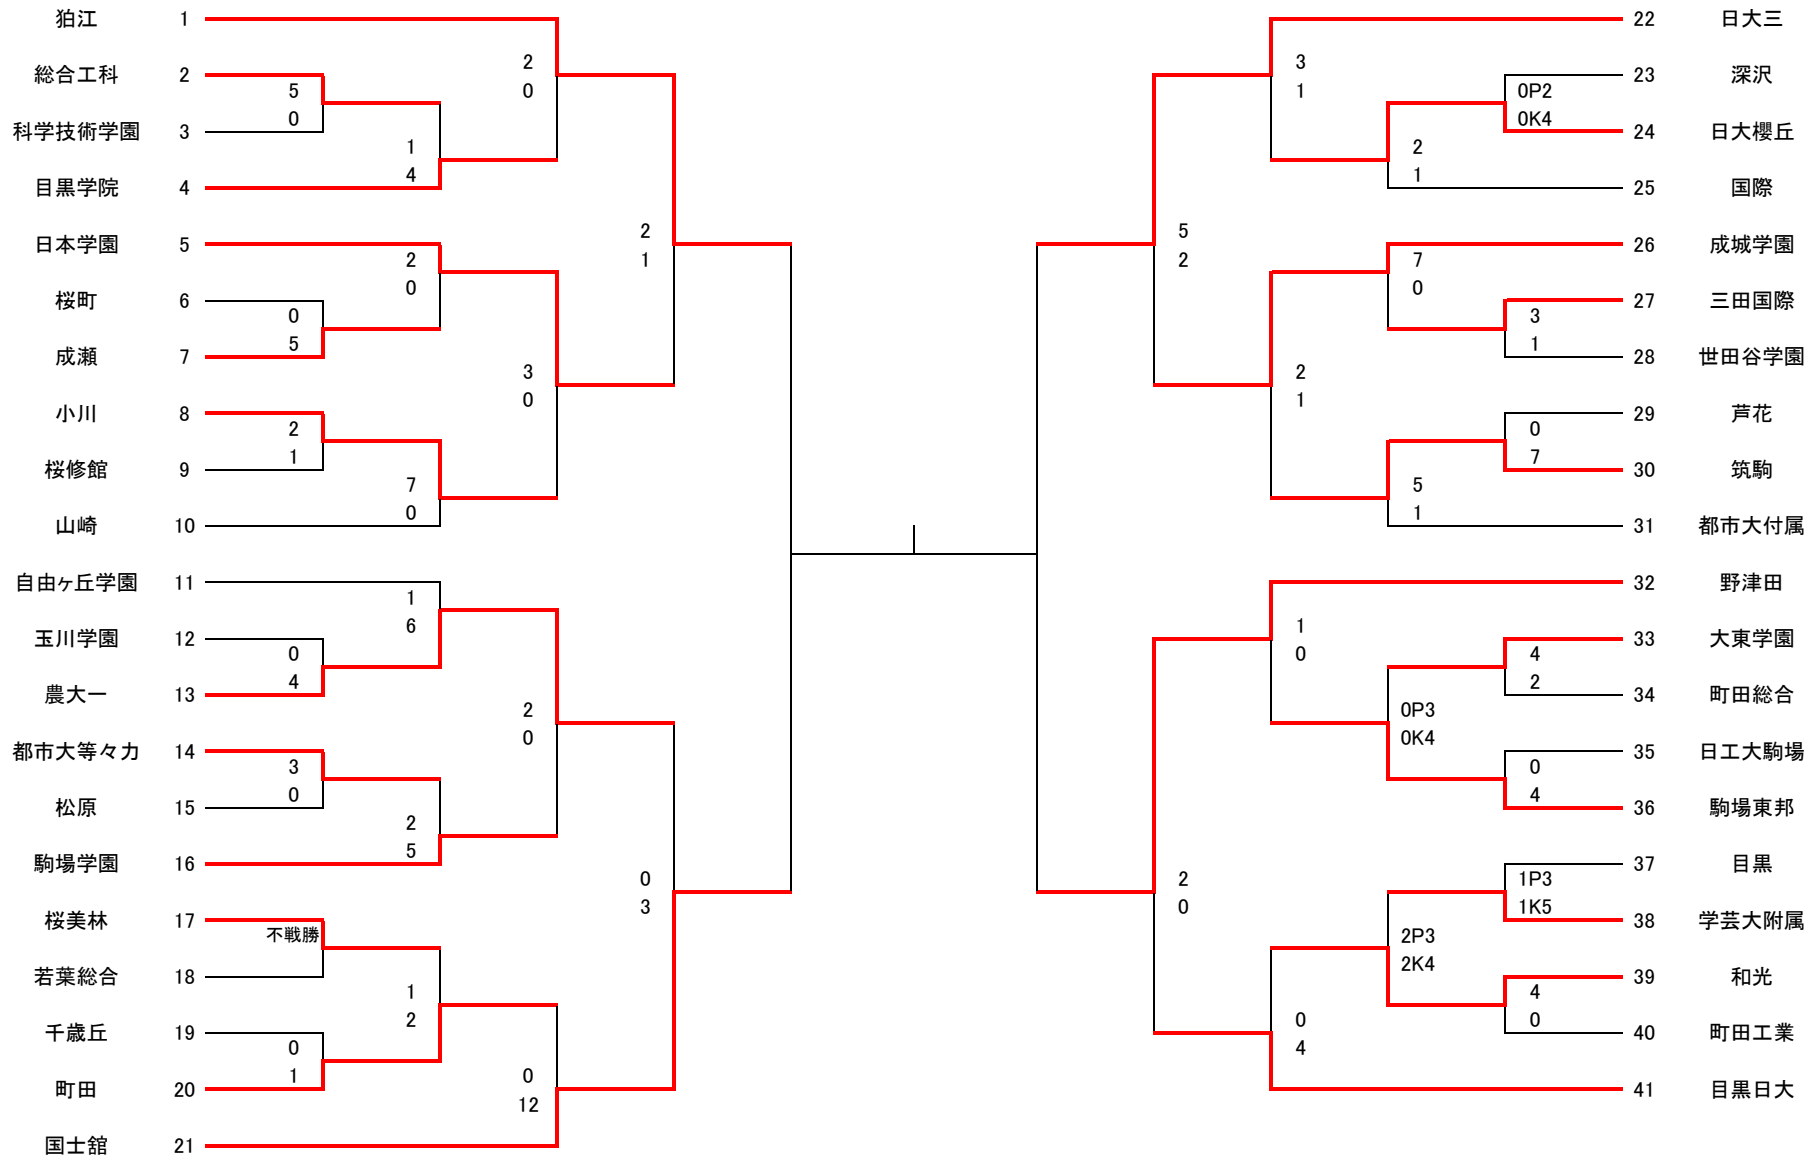 狛江 1
総合工科 2
科学技術学園 3
目黒学院 4
日本学園 5
桜町 6
成瀬 7
小川 8
桜修館 9
山崎 10
自由ヶ丘学園 11
玉川学園 12
農大一 13
都市大等々力 14
松原 15
駒場学園 16
桜美林 17
若葉総合 18
千歳丘 19
町田 20
国士舘 21
5
0
0
5
2
1
0
4
3
0
不戦勝
0
1
1
4
2
0
7
0
1
6
2
5
1
2
2
0
3
0
2
0
0
12
2
1
0
3
5
2
2
0
3
1
2
1
1
0
0
4
2
1
7
0
5
1
0P3
0K4
2P3
2K4
0P2
0K4
3
1
0
7
4
2
0
4
1P3
1K5
4
0
22 日大三
23 深沢
24 日大櫻丘
25 国際
26 成城学園
27 三田国際
28 世田谷学園
29 芦花
30 筑駒
31 都市大付属
32 野津田
33 大東学園
34 町田総合
35 日工大駒場
36 駒場東邦
37 目黒
38 学芸大附属
39 和光
40 町田工業
41 目黒日大